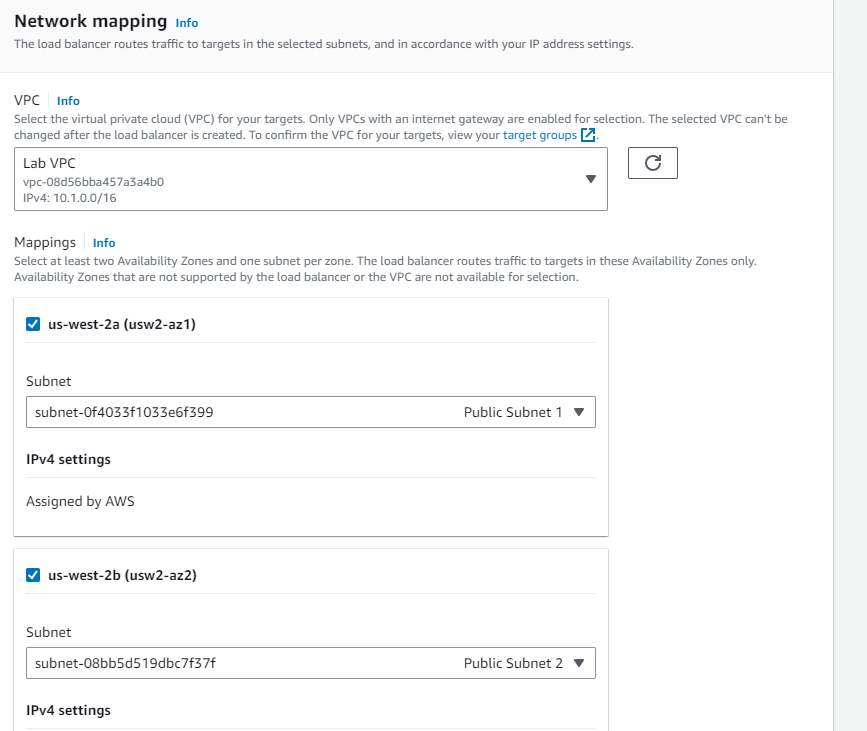 Network mapping Info
The load balancer routes traffic to targets in the selected subnets, and in accordance with your IP address settings.
VPC Info
Select the virtual private cloud (VPC) for your targets. Only VPCs with an internet gateway are enabled for selection. The selected VPC can't be
changed after the load balancer is created. To confirm the VPC for your targets, view your target groups.
Lab VPC
vpc-08d56bba457a3a4b0
IPv4: 10.1.0.0/16
Mappings Info
Select at least two Availability Zones and one subnet per zone. The load balancer routes traffic to targets in these Availability Zones only.
Availability Zones that are not supported by the load balancer or the VPC are not available for selection.
us-west-2a (usw2-az1)
Subnet
subnet-0f4033f1033e6f399 Public Subnet 1
IPv4 settings
Assigned by AWS
us-west-2b (usw2-az2)
Subnet
subnet-08bb5d519dbc7f37f Public Subnet 2
IPv4 settings